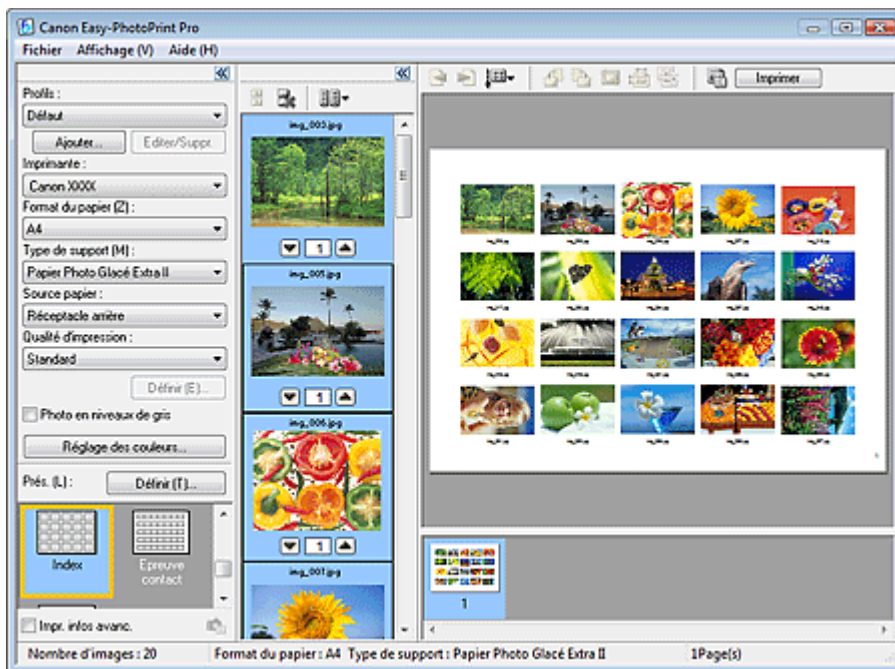 Canon Easy-PhotoPrint Pro
Fichier Affichage (V) Aide (H)
Profils :
Défaut
Ajouter... Editer/Suppr.
Imprimante :
Canon XXXX
Format du papier (Z) :
A4
Type de support (M) :
Papier Photo Glacé Extra II
Source papier :
Réceptacle arrière
Qualité d'impression :
Standard
Définir (E)...
Photo en niveaux de gris
Réglage des couleurs...
Prés. (L) : Définir (T)...
Index
Epreuve contact
Impr. infos avanc.
img_003.jpg
1
img_005.jpg
1
img_006.jpg
1
img_007.jpg
Imprimer
1
Nombre d'images : 20 Format du papier : A4 Type de support : Papier Photo Glacé Extra II 1Page(s)